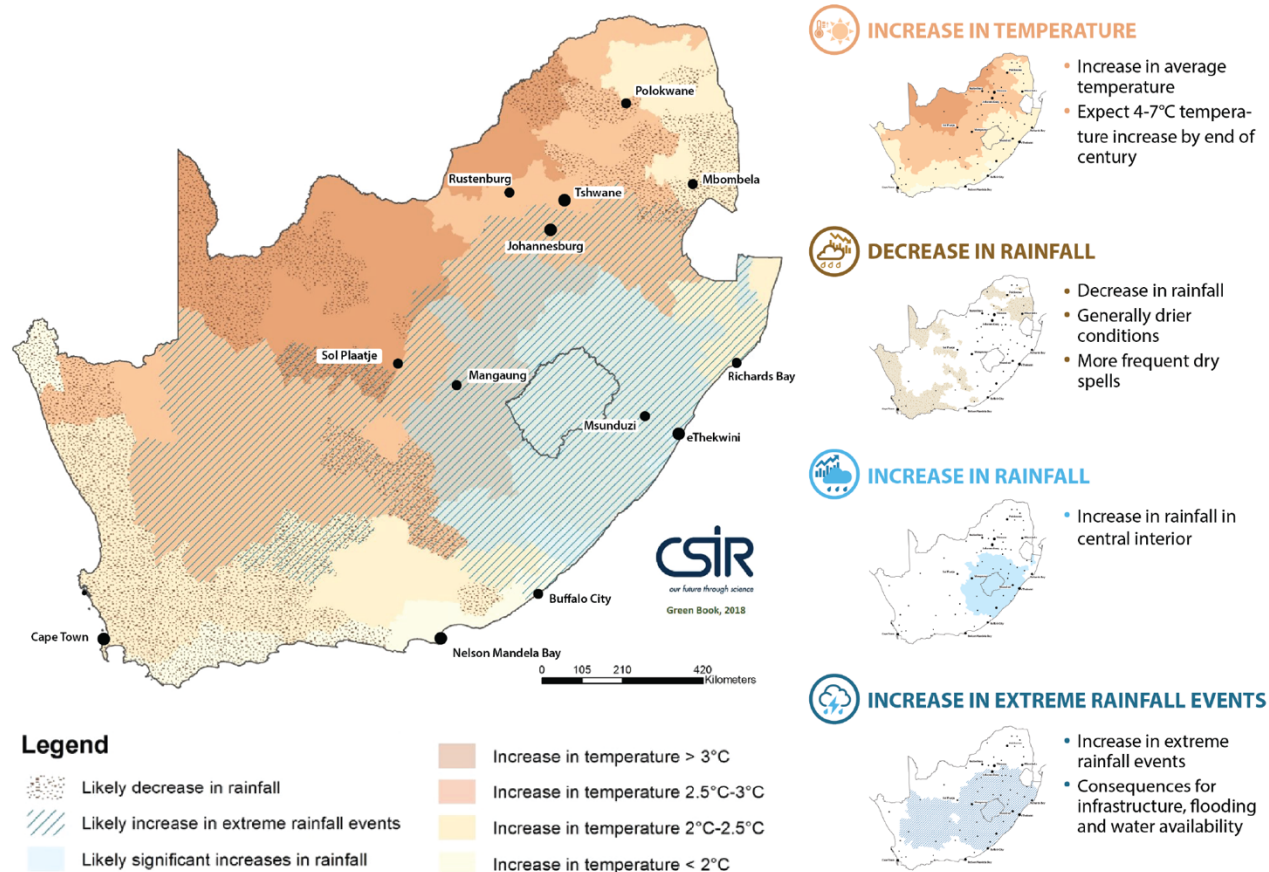 Polokwane
Mbombela
Rustenburg
Tshwane
Johannesburg
Sol Plaatje
Mangaung
Richards Bay
Msunduzi
eThekwini
Buffalo City
Cape Town
Nelson Mandela Bay
CSIR
our future through science
Green Book, 2018
0 105 210 420
Kilometers
Legend
Likely decrease in rainfall
Likely increase in extreme rainfall events
Likely significant increases in rainfall
Increase in temperature > 3°C
Increase in temperature 2.5°C-3°C
Increase in temperature 2°C-2.5°C
Increase in temperature < 2°C
INCREASE IN TEMPERATURE
• Increase in average
temperature
• Expect 4-7°C tempera-
ture increase by end of
century
DECREASE IN RAINFALL
• Decrease in rainfall
• Generally drier
conditions
• More frequent dry
spells
INCREASE IN RAINFALL
• Increase in rainfall in
central interior
INCREASE IN EXTREME RAINFALL EVENTS
• Increase in extreme
rainfall events
• Consequences for
infrastructure, flooding
and water availability